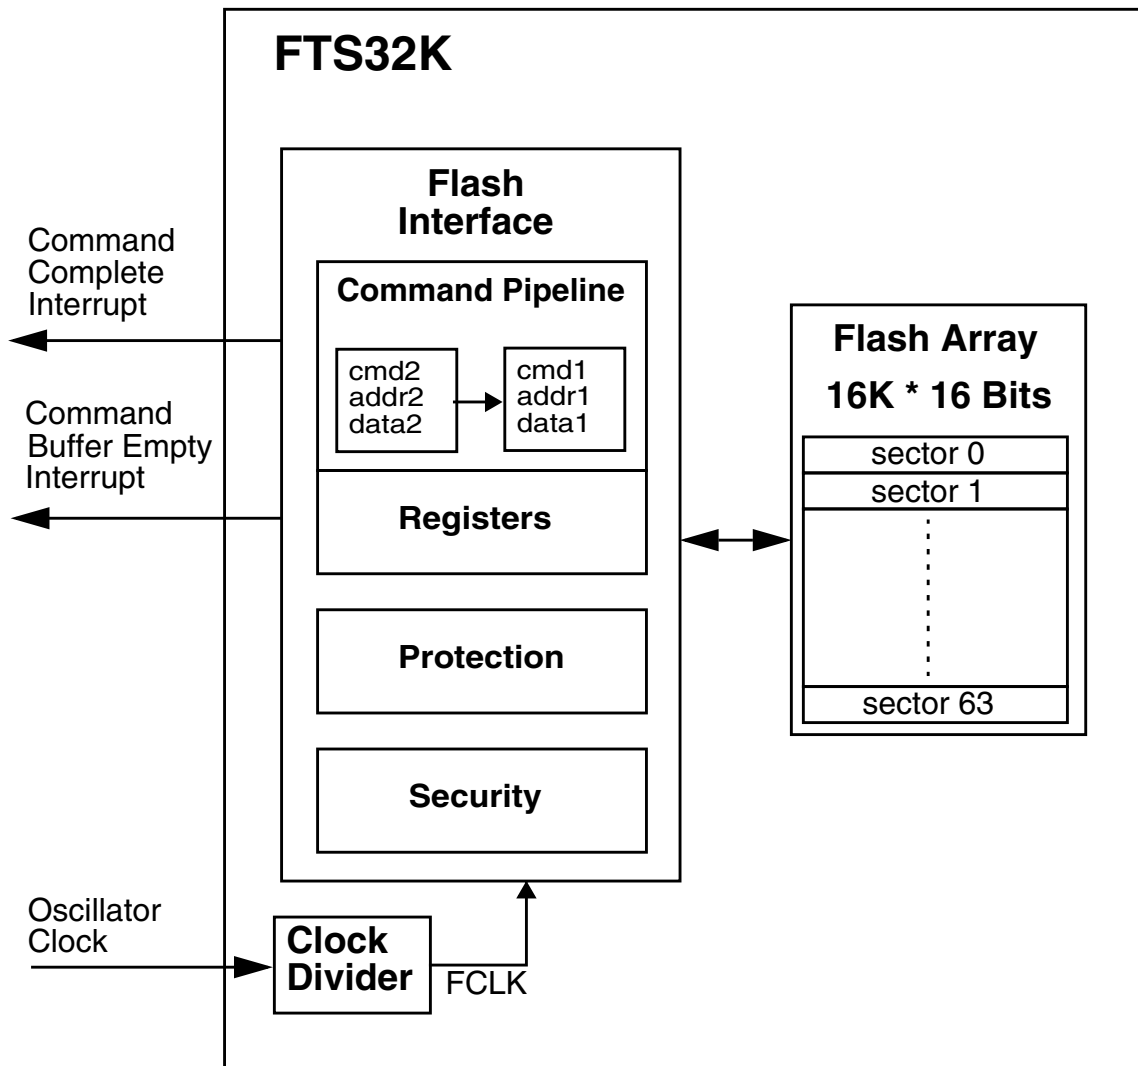 FTS32K
Flash
Interface
Command Pipeline
cmd2
addr2
data2
cmd1
addr1
data1
Registers
Protection
Security
Command
Complete
Interrupt
Command
Buffer Empty
Interrupt
Flash Array
16K * 16 Bits
sector 0
sector 1
sector 63
Oscillator
Clock
Clock
Divider
FCLK